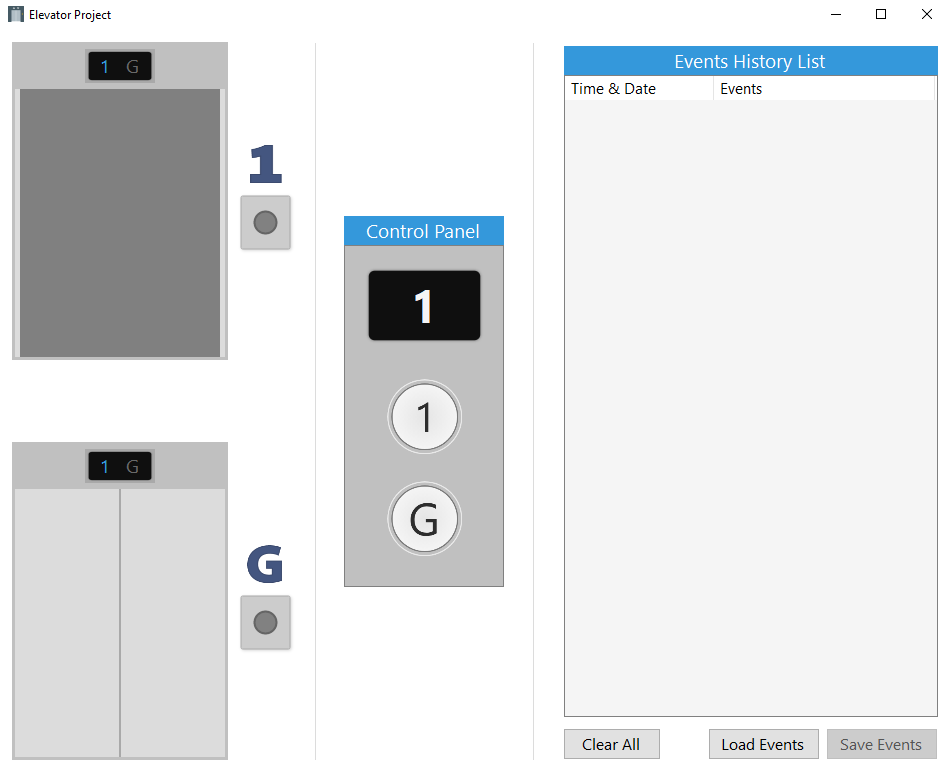 Elevator Project
1 G
1
1 G
G
Control Panel
1
1
G
Events History List
Time & Date Events
Clear All Load Events Save Events